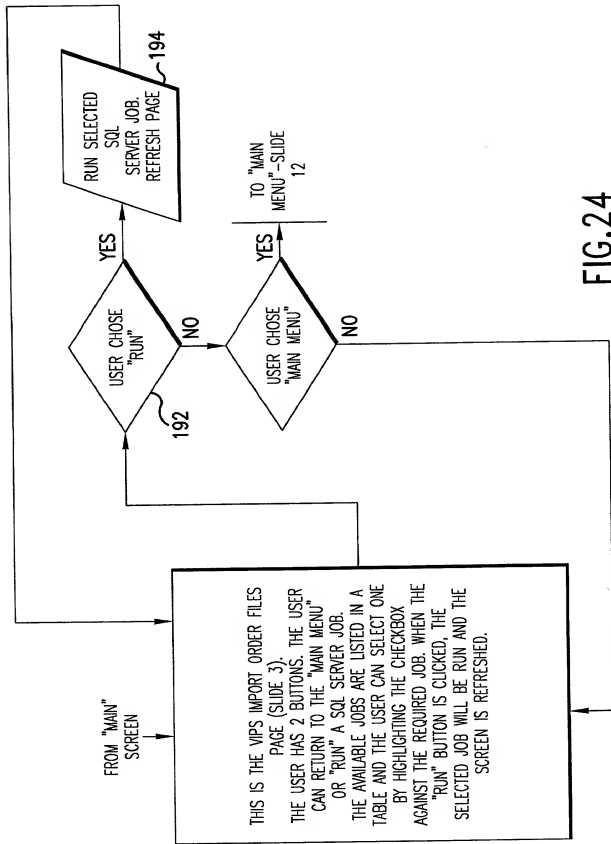 FROM "MAIN"
SCREEN
THIS IS THE VIPS IMPORT ORDER FILES
PAGE (SLIDE 3).
THE USER HAS 2 BUTTONS. THE USER
CAN RETURN TO THE "MAIN MENU"
OR "RUN" A SQL SERVER JOB.
THE AVAILABLE JOBS ARE LISTED IN A
TABLE AND THE USER CAN SELECT ONE
BY HIGHLIGHTING THE CHECKBOX
AGAINST THE REQUIRED JOB. WHEN THE
"RUN" BUTTON IS CLICKED, THE
SELECTED JOB WILL BE RUN AND THE
SCREEN IS REFRESHED.
USER CHOSE
"RUN"
192
YES
NO
RUN SELECTED
SQL
SERVER JOB.
REFRESH PAGE
194
USER CHOSE
"MAIN MENU"
YES
NO
TO "MAIN
MENU"-SLIDE
12
FIG.24